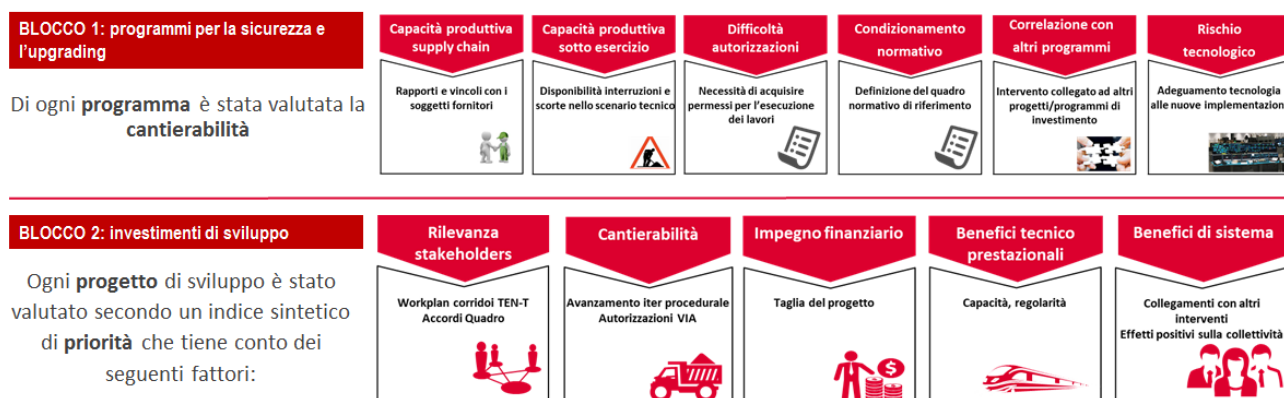 BLOCCO 1: programmi per la sicurezza e
l'upgrading
Di ogni programma è stata valutata la
cantierabilità
Capacità produttiva
supply chain
Rapporti e vincoli con i
soggetti fornitori
Capacità produttiva
sotto esercizio
Disponibilità interruzioni e
scorte nello scenario tecnico
Difficoltà
autorizzazioni
Necessità di acquisire
permessi per l'esecuzione
dei lavori
Condizionamento
normativo
Definizione del quadro
normativo di riferimento
Correlazione con
altri programmi
Intervento collegato ad altri
progetti/programmi di
investimento
Rischio
tecnologico
Adeguamento tecnologia
alle nuove implementazion
BLOCCO 2: investimenti di sviluppo
Ogni progetto di sviluppo è stato
valutato secondo un indice sintetico
di priorità che tiene conto dei
seguenti fattori:
Rilevanza
stakeholders
Workplan corridoi TEN-T
Accordi Quadro
Cantierabilità
Avanzamento iter procedurale
Autorizzazioni VIA
Impegno finanziario
Taglia del progetto
$
Benefici tecnico
prestazionali
Capacità, regolarità
Benefici di sistema
Collegamenti con altri
interventi
Effetti positivi sulla collettività